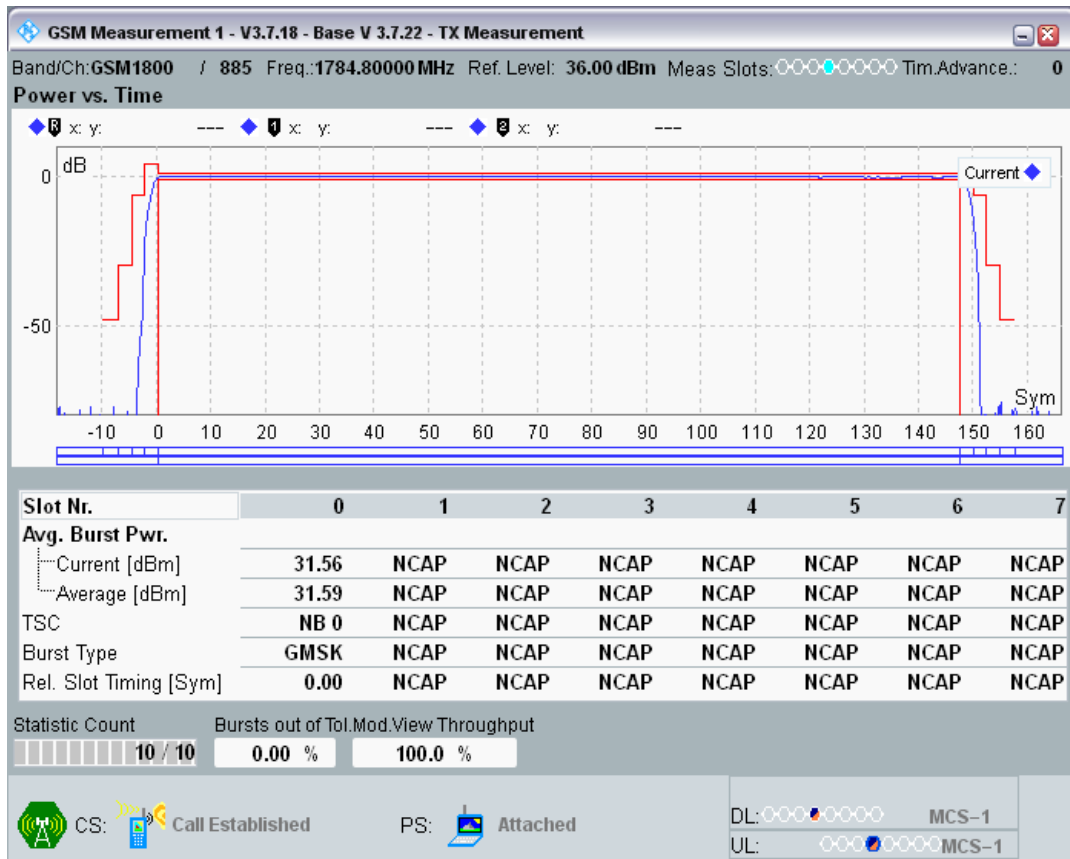 GSM Measurement 1 - V3.7.18 - Base V 3.7.22 - TX Measurement
Band/Ch:GSM1800 / 885 Freq.:1784.80000 MHz Ref. Level: 36.00 dBm Meas Slots: Tim.Advance.: 0
Power vs. Time
R x: y: --- 1 x: y: --- 2 x: y: ---
dB
Current
0
-50
Sym
-10 0 10 20 30 40 50 60 70 80 90 100 110 120 130 140 150 160
Slot Nr. 0 1 2 3 4 5 6 7
Avg. Burst Pwr.
Current [dBm] 31.56 NCAP NCAP NCAP NCAP NCAP NCAP NCAP
Average [dBm] 31.59 NCAP NCAP NCAP NCAP NCAP NCAP NCAP
TSC NB 0 NCAP NCAP NCAP NCAP NCAP NCAP NCAP
Burst Type GMSK NCAP NCAP NCAP NCAP NCAP NCAP NCAP
Rel. Slot Timing [Sym] 0.00 NCAP NCAP NCAP NCAP NCAP NCAP NCAP
Statistic Count Bursts out of Tol.Mod.View Throughput
10 / 10 0.00 % 100.0 %
CS: Call Established PS: Attached
DL: MCS-1
UL: MCS-1